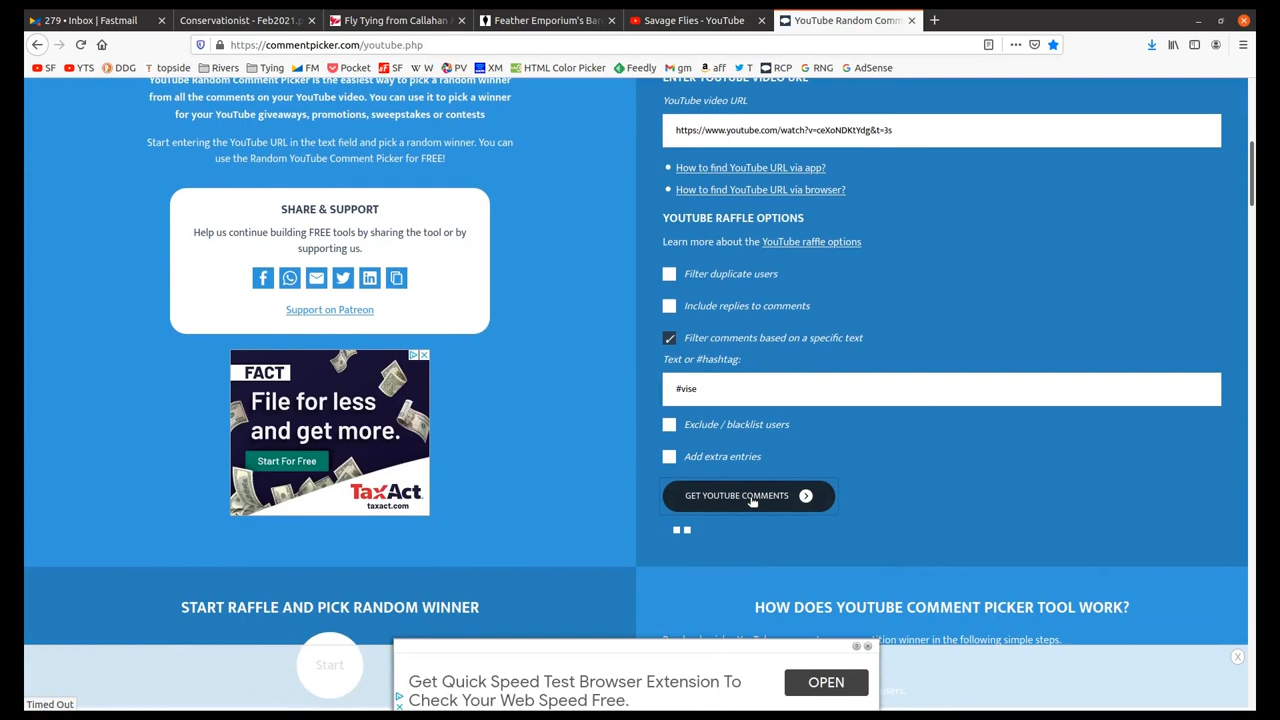 279 • Inbox | Fastmail
Conservationist - Feb2021.p
Fly Tying from Callahan
Feather Emporium's Bar
Savage Flies - YouTube
YouTube Random Comm
https://commentpicker.com/youtube.php
SF
YTS
DDG
topside
Rivers
Tying
Pocket
SF
W
PV
XM
HTML Color Picker
Feedly
gm
aff
T
RCP
RNG
AdSense
YouTube Random Comment Picker is the easiest way to pick a random winner
from all the comments on your YouTube video. You can use it to pick a winner
for your YouTube giveaways, promotions, sweepstakes or contests
Start entering the YouTube URL in the text field and pick a random winner. You can
use the Random YouTube Comment Picker for FREE!
SHARE & SUPPORT
Help us continue building FREE tools by sharing the tool or by
supporting us.
Support on Patreon
FACT
File for less
and get more.
Start For Free
TaxAct
taxact.com
ENTER YOUTUBE VIDEO URL
YouTube video URL
https://www.youtube.com/watch?v=ceXoNDKtYdg&t=3s
How to find YouTube URL via app?
How to find YouTube URL via browser?
YOUTUBE RAFFLE OPTIONS
Learn more about the YouTube raffle options
Filter duplicate users
Include replies to comments
Filter comments based on a specific text
Text or #hashtag:
#vise
Exclude / blacklist users
Add extra entries
GET YOUTUBE COMMENTS
START RAFFLE AND PICK RANDOM WINNER
Start
HOW DOES YOUTUBE COMMENT PICKER TOOL WORK?
in the following simple steps.
Get Quick Speed Test Browser Extension To
Check Your Web Speed Free.
OPEN
X
Timed Out